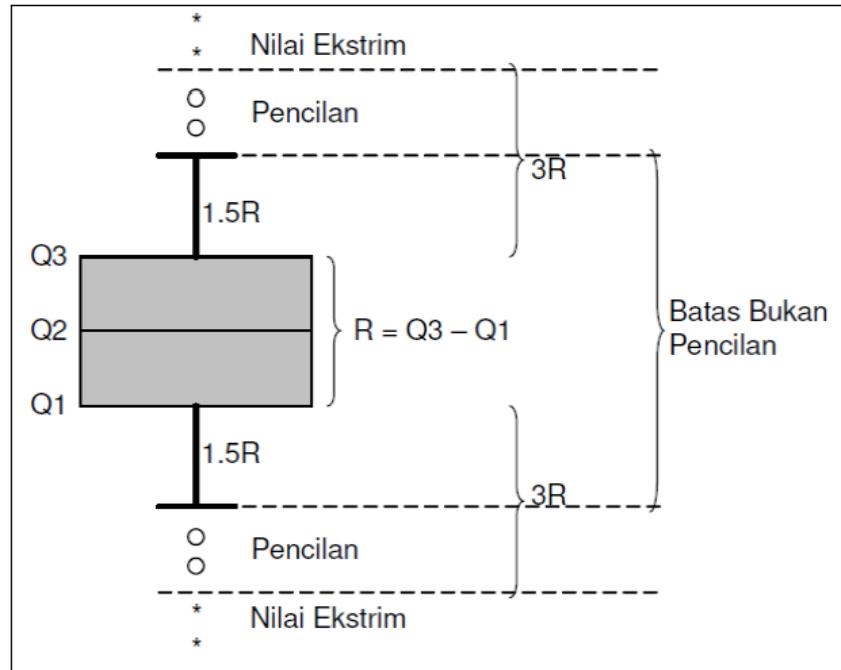 *
* Nilai Ekstrim
Pencilan
3R
1.5R
Q3
Q2
R = Q3 – Q1
Batas Bukan
Pencilan
Q1
1.5R
3R
Pencilan
* Nilai Ekstrim
*